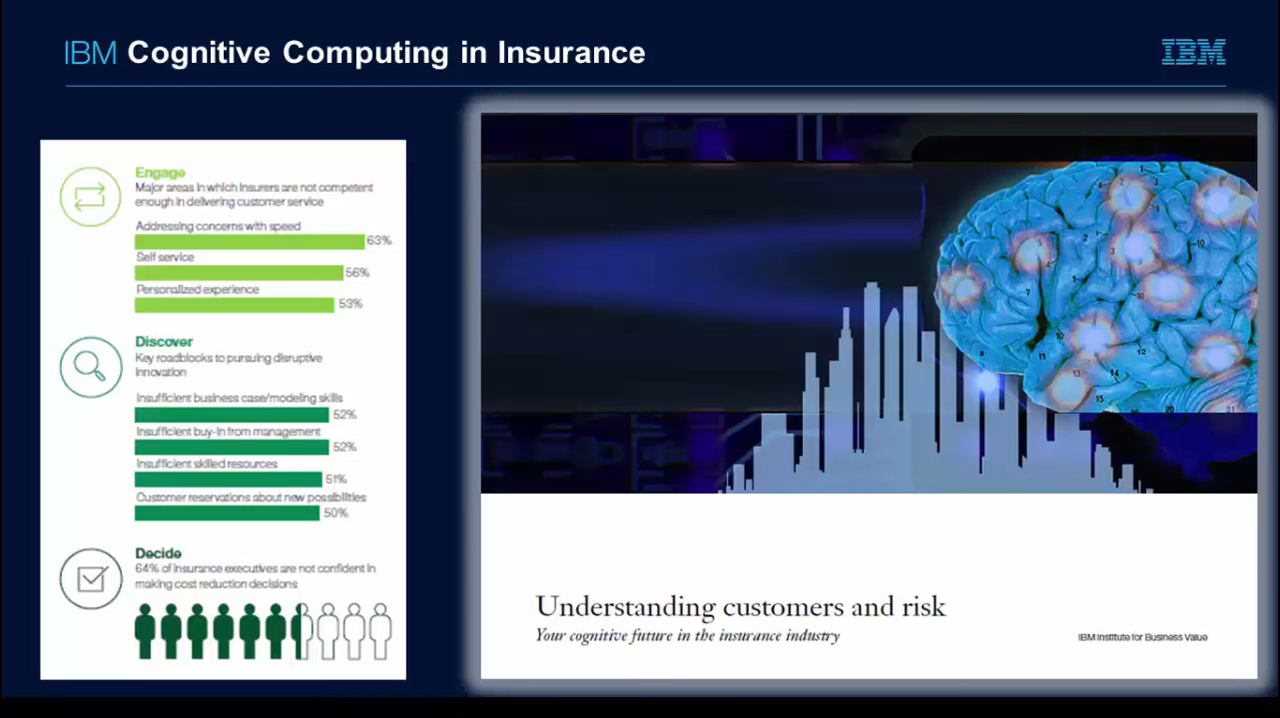 IBM Cognitive Computing in Insurance
IBM
Engage
Major areas in which insurers are not competent
enough in delivering customer service
Addressing concerns with speed
63%
Self service
56%
Personalized experience
53%
Discover
Key roadblocks to pursuing disruptive
innovation
Insufficient business case/modeling skills
52%
Insufficient buy-in from management
52%
Insufficient skilled resources
51%
Customer reservations about new possibilities
50%
Decide
64% of insurance executives are not confident in
making cost reduction decisions
Understanding customers and risk
Your cognitive future in the insurance industry
IBM Institute for Business Value